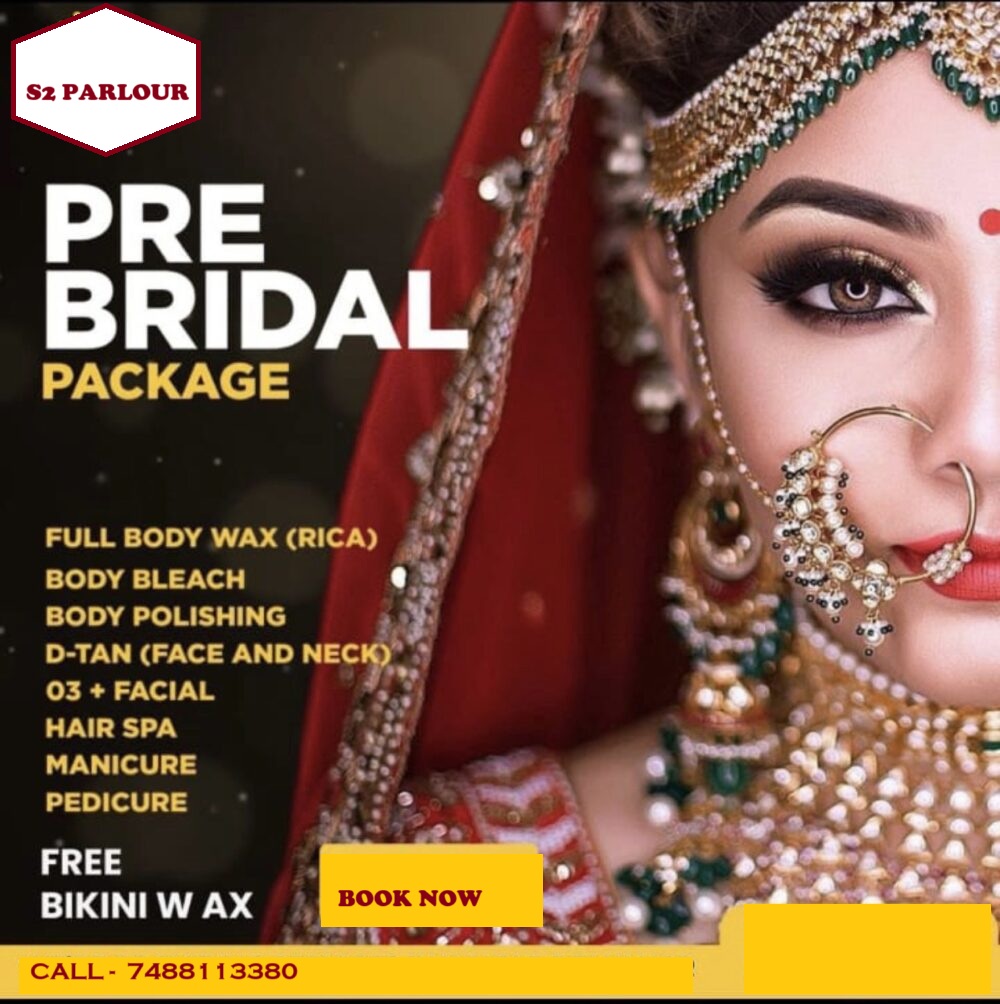 S2 PARLOUR
PRE
BRIDAL
PACKAGE
FULL BODY WAX (RICA)
BODY BLEACH
BODY POLISHING
D-TAN (FACE AND NECK)
03 + FACIAL
HAIR SPA
MANICURE
PEDICURE
FREE
BIKINI W AX
BOOK NOW
CALL - 7488113380